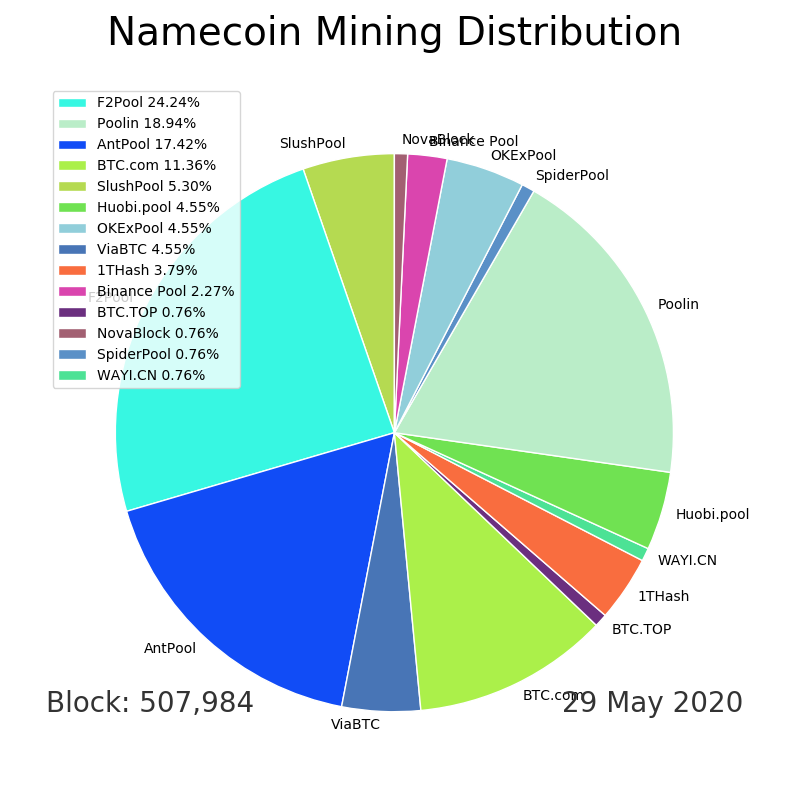 Namecoin Mining Distribution
F2Pool 24.24%
Poolin 18.94%
AntPool 17.42%
BTC.com 11.36%
SlushPool 5.30%
Huobi.pool 4.55%
OKExPool 4.55%
ViaBTC 4.55%
1THash 3.79%
Binance Pool 2.27%
BTC.TOP 0.76%
NovaBlock 0.76%
SpiderPool 0.76%
WAYI.CN 0.76%
SlushPool
NovaBlock
Binance Pool
OKExPool
SpiderPool
F2Pool
Poolin
Huobi.pool
WAYI.CN
1THash
BTC.TOP
AntPool
BTC.com
ViaBTC
Block: 507,984
29 May 2020